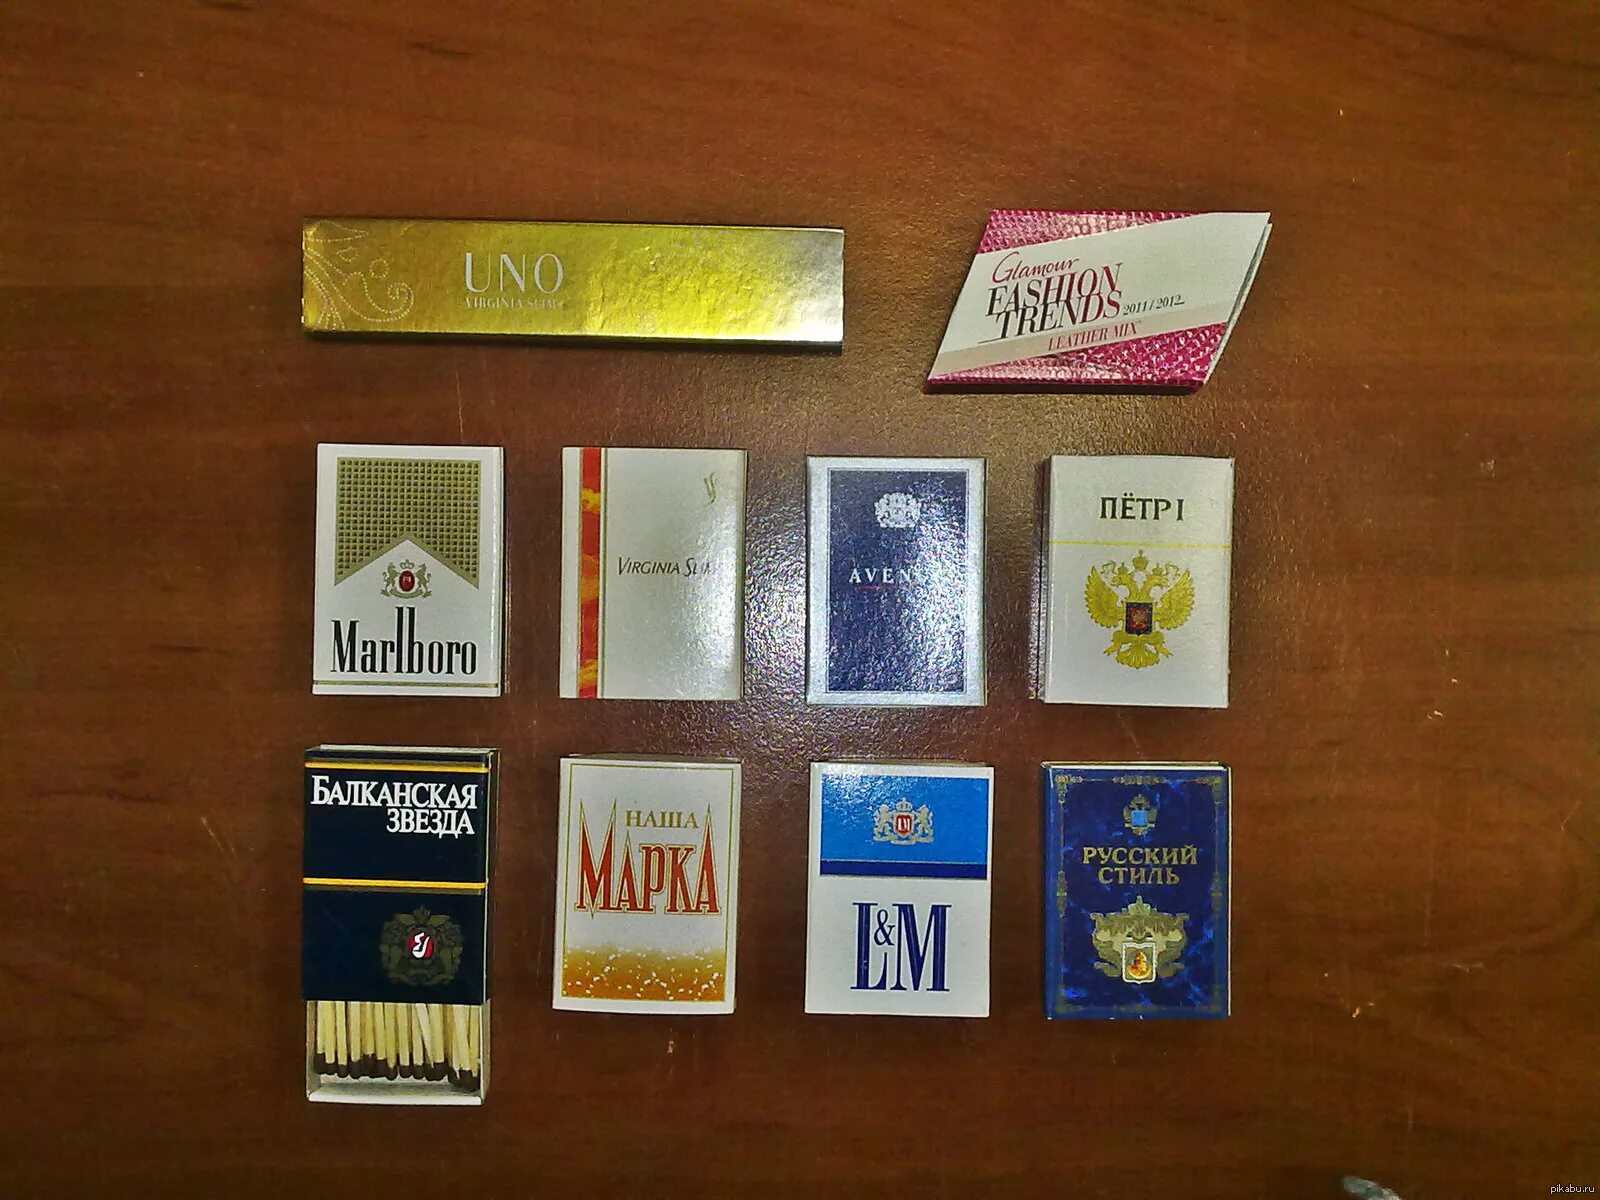 UNO
VIRGINIA SLIMS
Glamour
FASHION
TRENDS 2011/2012
LEATHER MIX
Marlboro
VIRGINIA
ПЁТР I
БАЛКАНСКАЯ
ЗВЕЗДА
НАША
МАРКА
LM
L&M
РУССКИЙ
СТИЛЬ
pikabu.ru